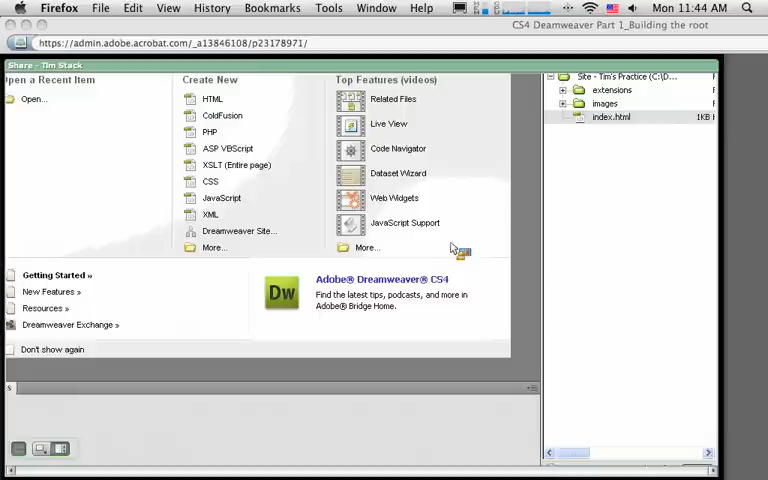 Firefox File Edit View History Bookmarks Tools Window Help Mon 11:44 AM
CS4 Deamweaver Part 1_Building the root
https://admin.adobe.acrobat.com/_a13846108/p23178971/
Share - Tim Stack
Open a Recent Item
Open...
Create New
HTML
ColdFusion
PHP
ASP VBScript
XSLT (Entire page)
CSS
JavaScript
XML
Dreamweaver Site...
More...
Top Features (videos)
Related Files
Live View
Code Navigator
Dataset Wizard
Web Widgets
JavaScript Support
More...
Site - Tim's Practice (C:\D...
extensions
images
index.html 1KB
Getting Started »
New Features »
Resources »
Dreamweaver Exchange »
Don't show again
Dw
Adobe® Dreamweaver® CS4
Find the latest tips, podcasts, and more in
Adobe® Bridge Home.